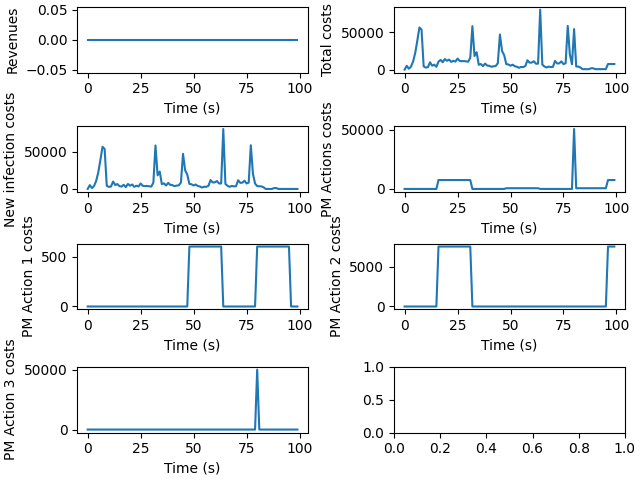 Revenues
0.05
0.00
−0.05
0 25 50 75 100
Time (s)
Total costs
50000
0
0 25 50 75 100
Time (s)
New infection costs
50000
0
0 25 50 75 100
Time (s)
PM Actions costs
50000
0
0 25 50 75 100
Time (s)
PM Action 1 costs
500
0
0 25 50 75 100
Time (s)
PM Action 2 costs
5000
0
0 25 50 75 100
Time (s)
PM Action 3 costs
50000
0
0 25 50 75 100
Time (s)
1.0
0.5
0.0
0.0 0.2 0.4 0.6 0.8 1.0